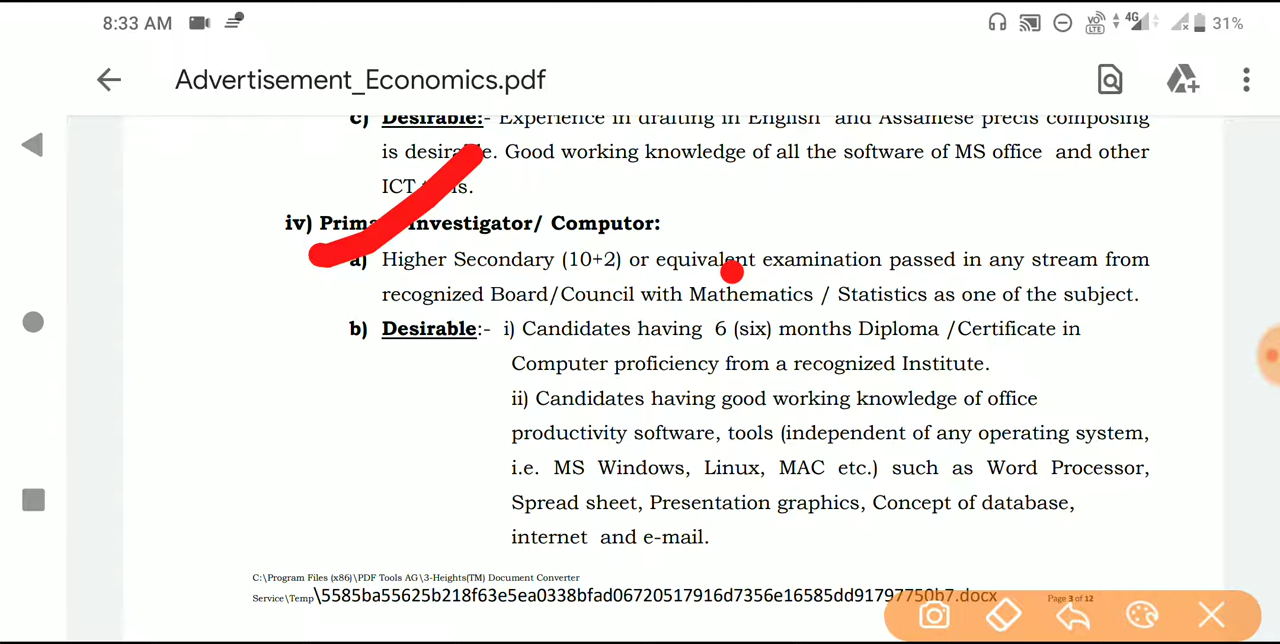 8:33 AM
VO LTE 4G 31%
Advertisement_Economics.pdf
c) Desirable:- Experience in drafting in English and Assamese precis composing
is desirable. Good working knowledge of all the software of MS office and other
ICT
iv) Investigator/ Computor:
a) Higher Secondary (10+2) or equivalent examination passed in any stream from
recognized Board/Council with Mathematics / Statistics as one of the subject.
b) Desirable:- i) Candidates having 6 (six) months Diploma /Certificate in
Computer proficiency from a recognized Institute.
ii) Candidates having good working knowledge of office
productivity software, tools (independent of any operating system,
i.e. MS Windows, Linux, MAC etc.) such as Word Processor,
Spread sheet, Presentation graphics, Concept of database,
internet and e-mail.
C:\Program Files (x86)\PDF Tools AG\3-Heights(TM) Document Converter
Service\Temp\5585ba55625b218f63e5ea0338bfad06720517916d7356e16585dd91797750b7.docx Page 3 of 12